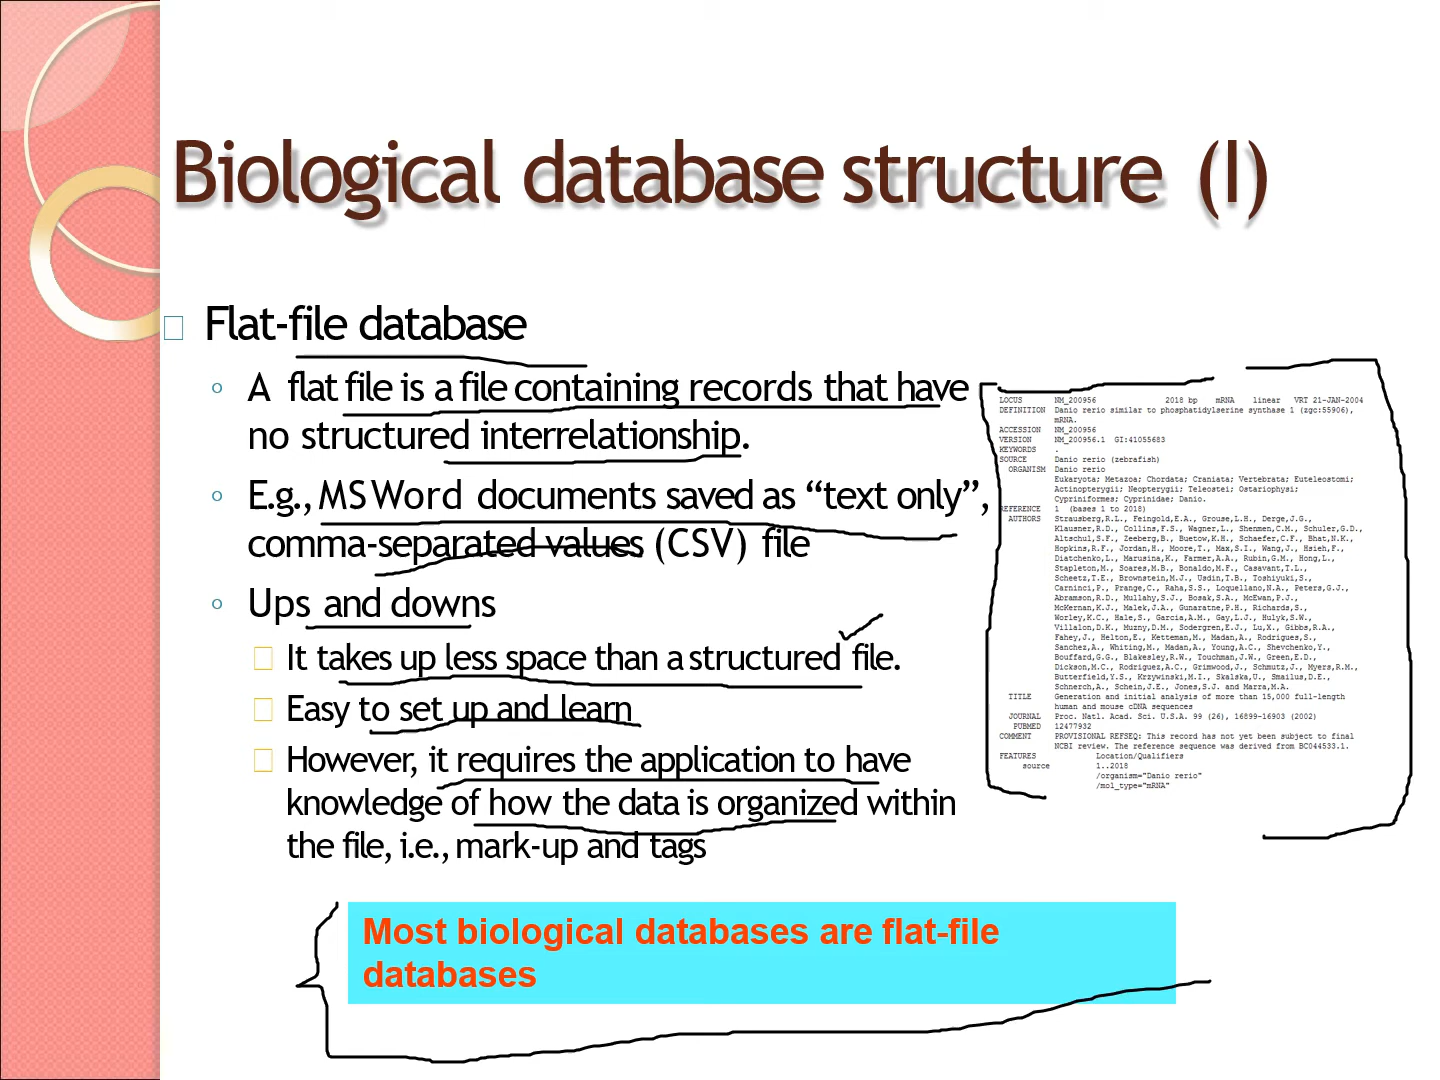 Biological database structure (I)
Flat-file database
A flat file is a file containing records that have
no structured interrelationship.
E.g., MS Word documents saved as “text only”,
comma-separated values (CSV) file
Ups and downs
It takes up less space than a structured file.
Easy to set up and learn
However, it requires the application to have
knowledge of how the data is organized within
the file, i.e., mark-up and tags
Most biological databases are flat-file
databases
LOCUS NM_200956 2018 bp mRNA linear VRT 21-JAN-2004
DEFINITION Danio rerio similar to phosphatidylserine synthase 1 (zgc:55906),
mRNA.
ACCESSION NM_200956
VERSION NM_200956.1 GI:41055683
KEYWORDS .
SOURCE Danio rerio (zebrafish)
ORGANISM Danio rerio
Eukaryota; Metazoa; Chordata; Craniata; Vertebrata; Euteleostomi;
Actinopterygii; Neopterygii; Teleostei; Ostariophysi;
Cypriniformes; Cyprinidae; Danio.
REFERENCE 1 (bases 1 to 2018)
AUTHORS Strausberg,R.L., Feingold,E.A., Grouse,L.H., Derge,J.G.,
Klausner,R.D., Collins,F.S., Wagner,L., Shenmen,C.M., Schuler,G.D.,
Altschul,S.F., Zeeberg,B., Buetow,K.H., Schaefer,C.F., Bhat,N.K.,
Hopkins,R.F., Jordan,H., Moore,T., Max,S.I., Wang,J., Hsieh,F.,
Diatchenko,L., Marusina,K., Farmer,A.A., Rubin,G.M., Hong,L.,
Stapleton,M., Soares,M.B., Bonaldo,M.F., Casavant,T.L.,
Scheetz,T.E., Brownstein,M.J., Usdin,T.B., Toshiyuki,S.,
Carninci,P., Prange,C., Raha,S.S., Loquellano,N.A., Peters,G.J.,
Abramson,R.D., Mullahy,S.J., Bosak,S.A., McEwan,P.J.,
McKernan,K.J., Malek,J.A., Gunaratne,P.H., Richards,S.,
Worley,K.C., Hale,S., Garcia,A.M., Gay,L.J., Hulyk,S.W.,
Villalon,D.K., Muzny,D.M., Sodergren,E.J., Lu,X., Gibbs,R.A.,
Fahey,J., Helton,E., Ketteman,M., Madan,A., Rodrigues,S.,
Sanchez,A., Whiting,M., Madan,A., Young,A.C., Shevchenko,Y.,
Bouffard,G.G., Blakesley,R.W., Touchman,J.W., Green,E.D.,
Dickson,M.C., Rodriguez,A.C., Grimwood,J., Schmutz,J., Myers,R.M.,
Butterfield,Y.S., Krzywinski,M.I., Skalska,U., Smailus,D.E.,
Schnerch,A., Schein,J.E., Jones,S.J. and Marra,M.A.
TITLE Generation and initial analysis of more than 15,000 full-length
human and mouse cDNA sequences
JOURNAL Proc. Natl. Acad. Sci. U.S.A. 99 (26), 16899-16903 (2002)
PUBMED 12477932
COMMENT PROVISIONAL REFSEQ: This record has not yet been subject to final
NCBI review. The reference sequence was derived from BC044533.1.
FEATURES Location/Qualifiers
source 1..2018
/organism="Danio rerio"
/mol_type="mRNA"